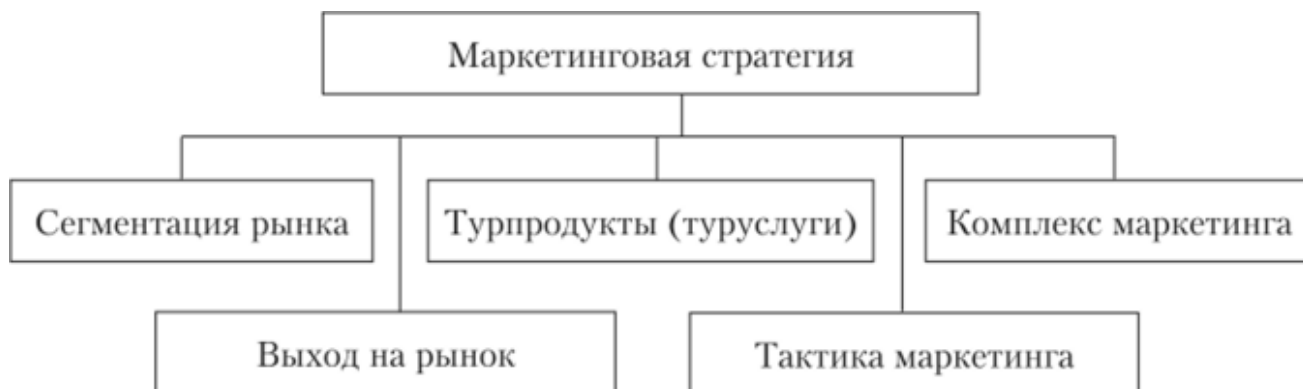 Маркетинговая стратегия
Сегментация рынка
Турпродукты (туруслуги)
Комплекс маркетинга
Выход на рынок
Тактика маркетинга